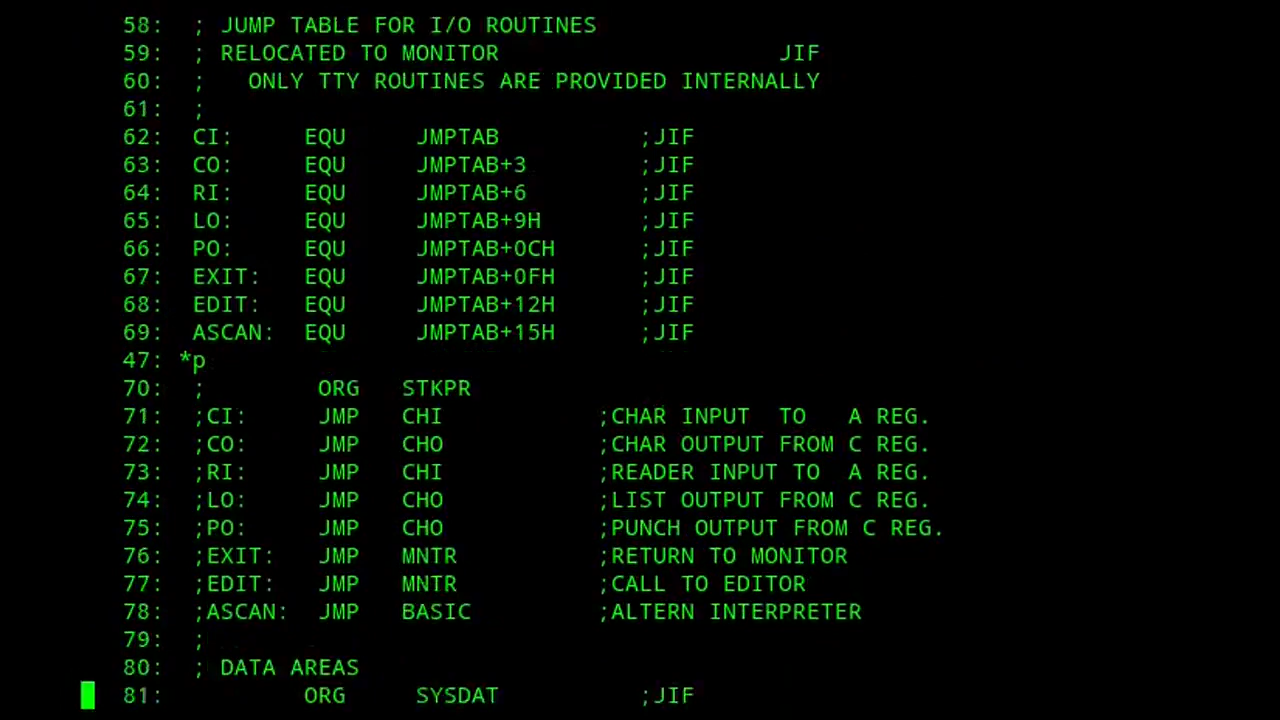 58:  ; JUMP TABLE FOR I/O ROUTINES
59:  ; RELOCATED TO MONITOR                    JIF
60:  ;   ONLY TTY ROUTINES ARE PROVIDED INTERNALLY
61:  ;
62:  CI:     EQU     JMPTAB          ;JIF
63:  CO:     EQU     JMPTAB+3        ;JIF
64:  RI:     EQU     JMPTAB+6        ;JIF
65:  LO:     EQU     JMPTAB+9H       ;JIF
66:  PO:     EQU     JMPTAB+0CH      ;JIF
67:  EXIT:   EQU     JMPTAB+0FH      ;JIF
68:  EDIT:   EQU     JMPTAB+12H      ;JIF
69:  ASCAN:  EQU     JMPTAB+15H      ;JIF
47: *p
70:  ;        ORG   STKPR
71:  ;CI:     JMP   CHI           ;CHAR INPUT  TO   A REG.
72:  ;CO:     JMP   CHO           ;CHAR OUTPUT FROM C REG.
73:  ;RI:     JMP   CHI           ;READER INPUT TO  A REG.
74:  ;LO:     JMP   CHO           ;LIST OUTPUT FROM C REG.
75:  ;PO:     JMP   CHO           ;PUNCH OUTPUT FROM C REG.
76:  ;EXIT:   JMP   MNTR          ;RETURN TO MONITOR
77:  ;EDIT:   JMP   MNTR          ;CALL TO EDITOR
78:  ;ASCAN:  JMP   BASIC         ;ALTERN INTERPRETER
79:  ;
80:  ; DATA AREAS
81:          ORG     SYSDAT          ;JIF